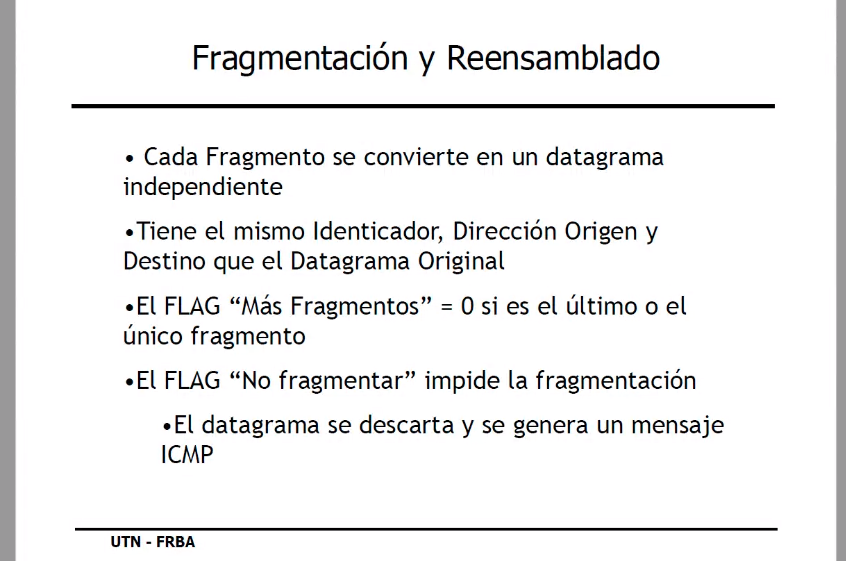 Fragmentación y Reensamblado
• Cada Fragmento se convierte en un datagrama
independiente
•Tiene el mismo Identicador, Dirección Origen y
Destino que el Datagrama Original
•El FLAG “Más Fragmentos” = 0 si es el último o el
único fragmento
•El FLAG “No fragmentar” impide la fragmentación
•El datagrama se descarta y se genera un mensaje
ICMP
UTN - FRBA